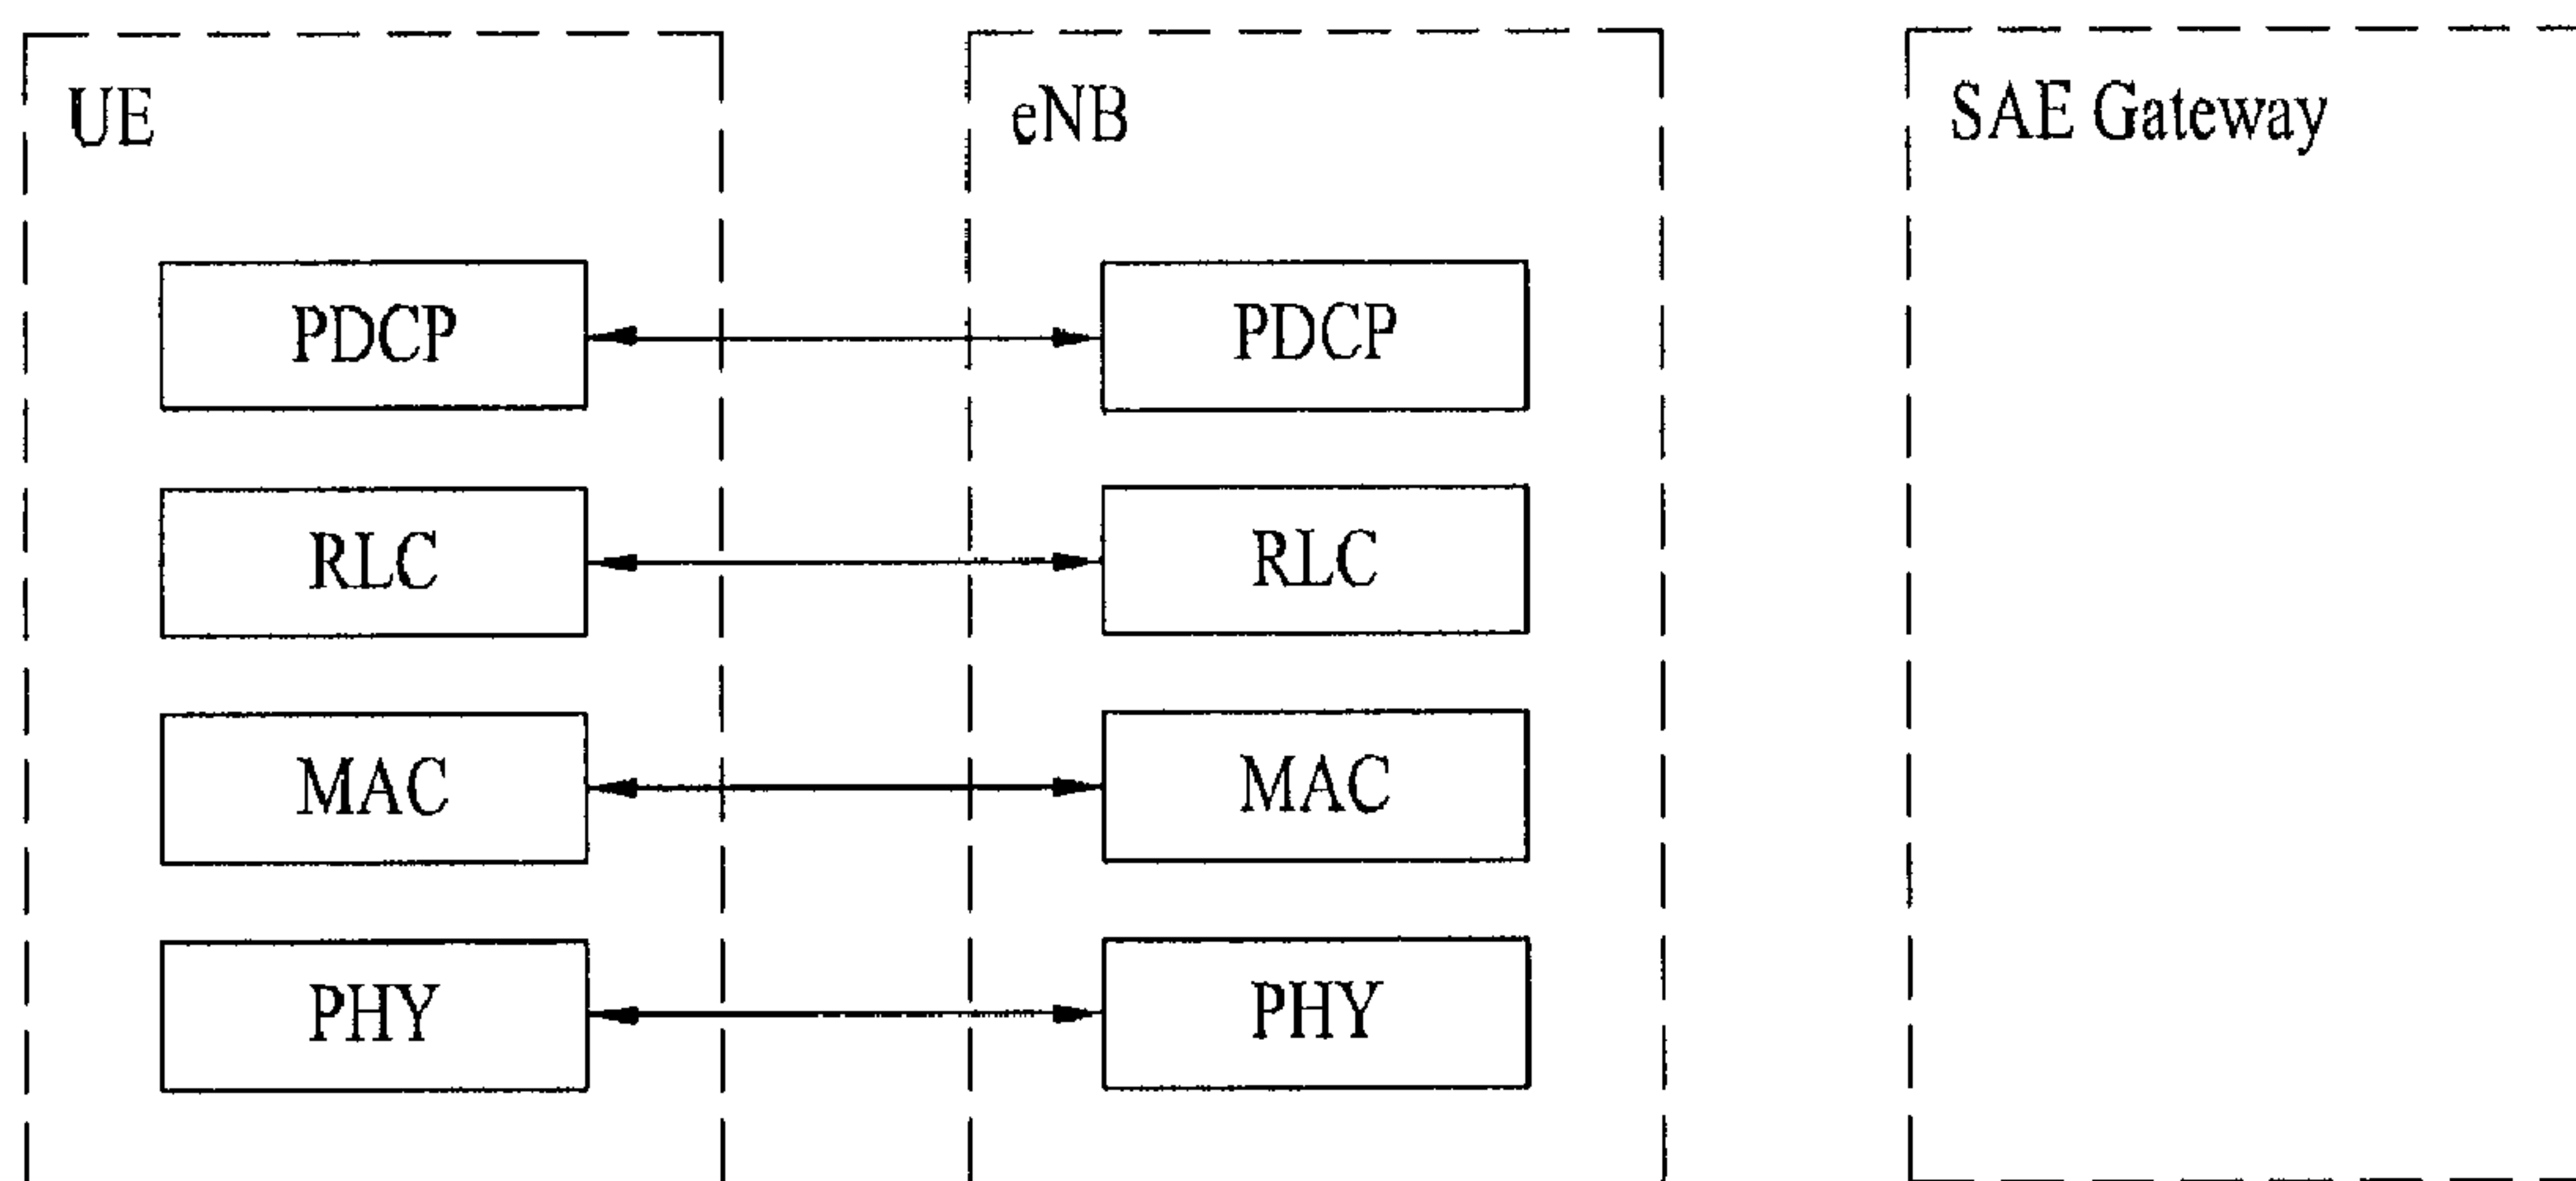 UE
eNB
SAE Gateway
PDCP
PDCP
RLC
RLC
MAC
MAC
PHY
PHY